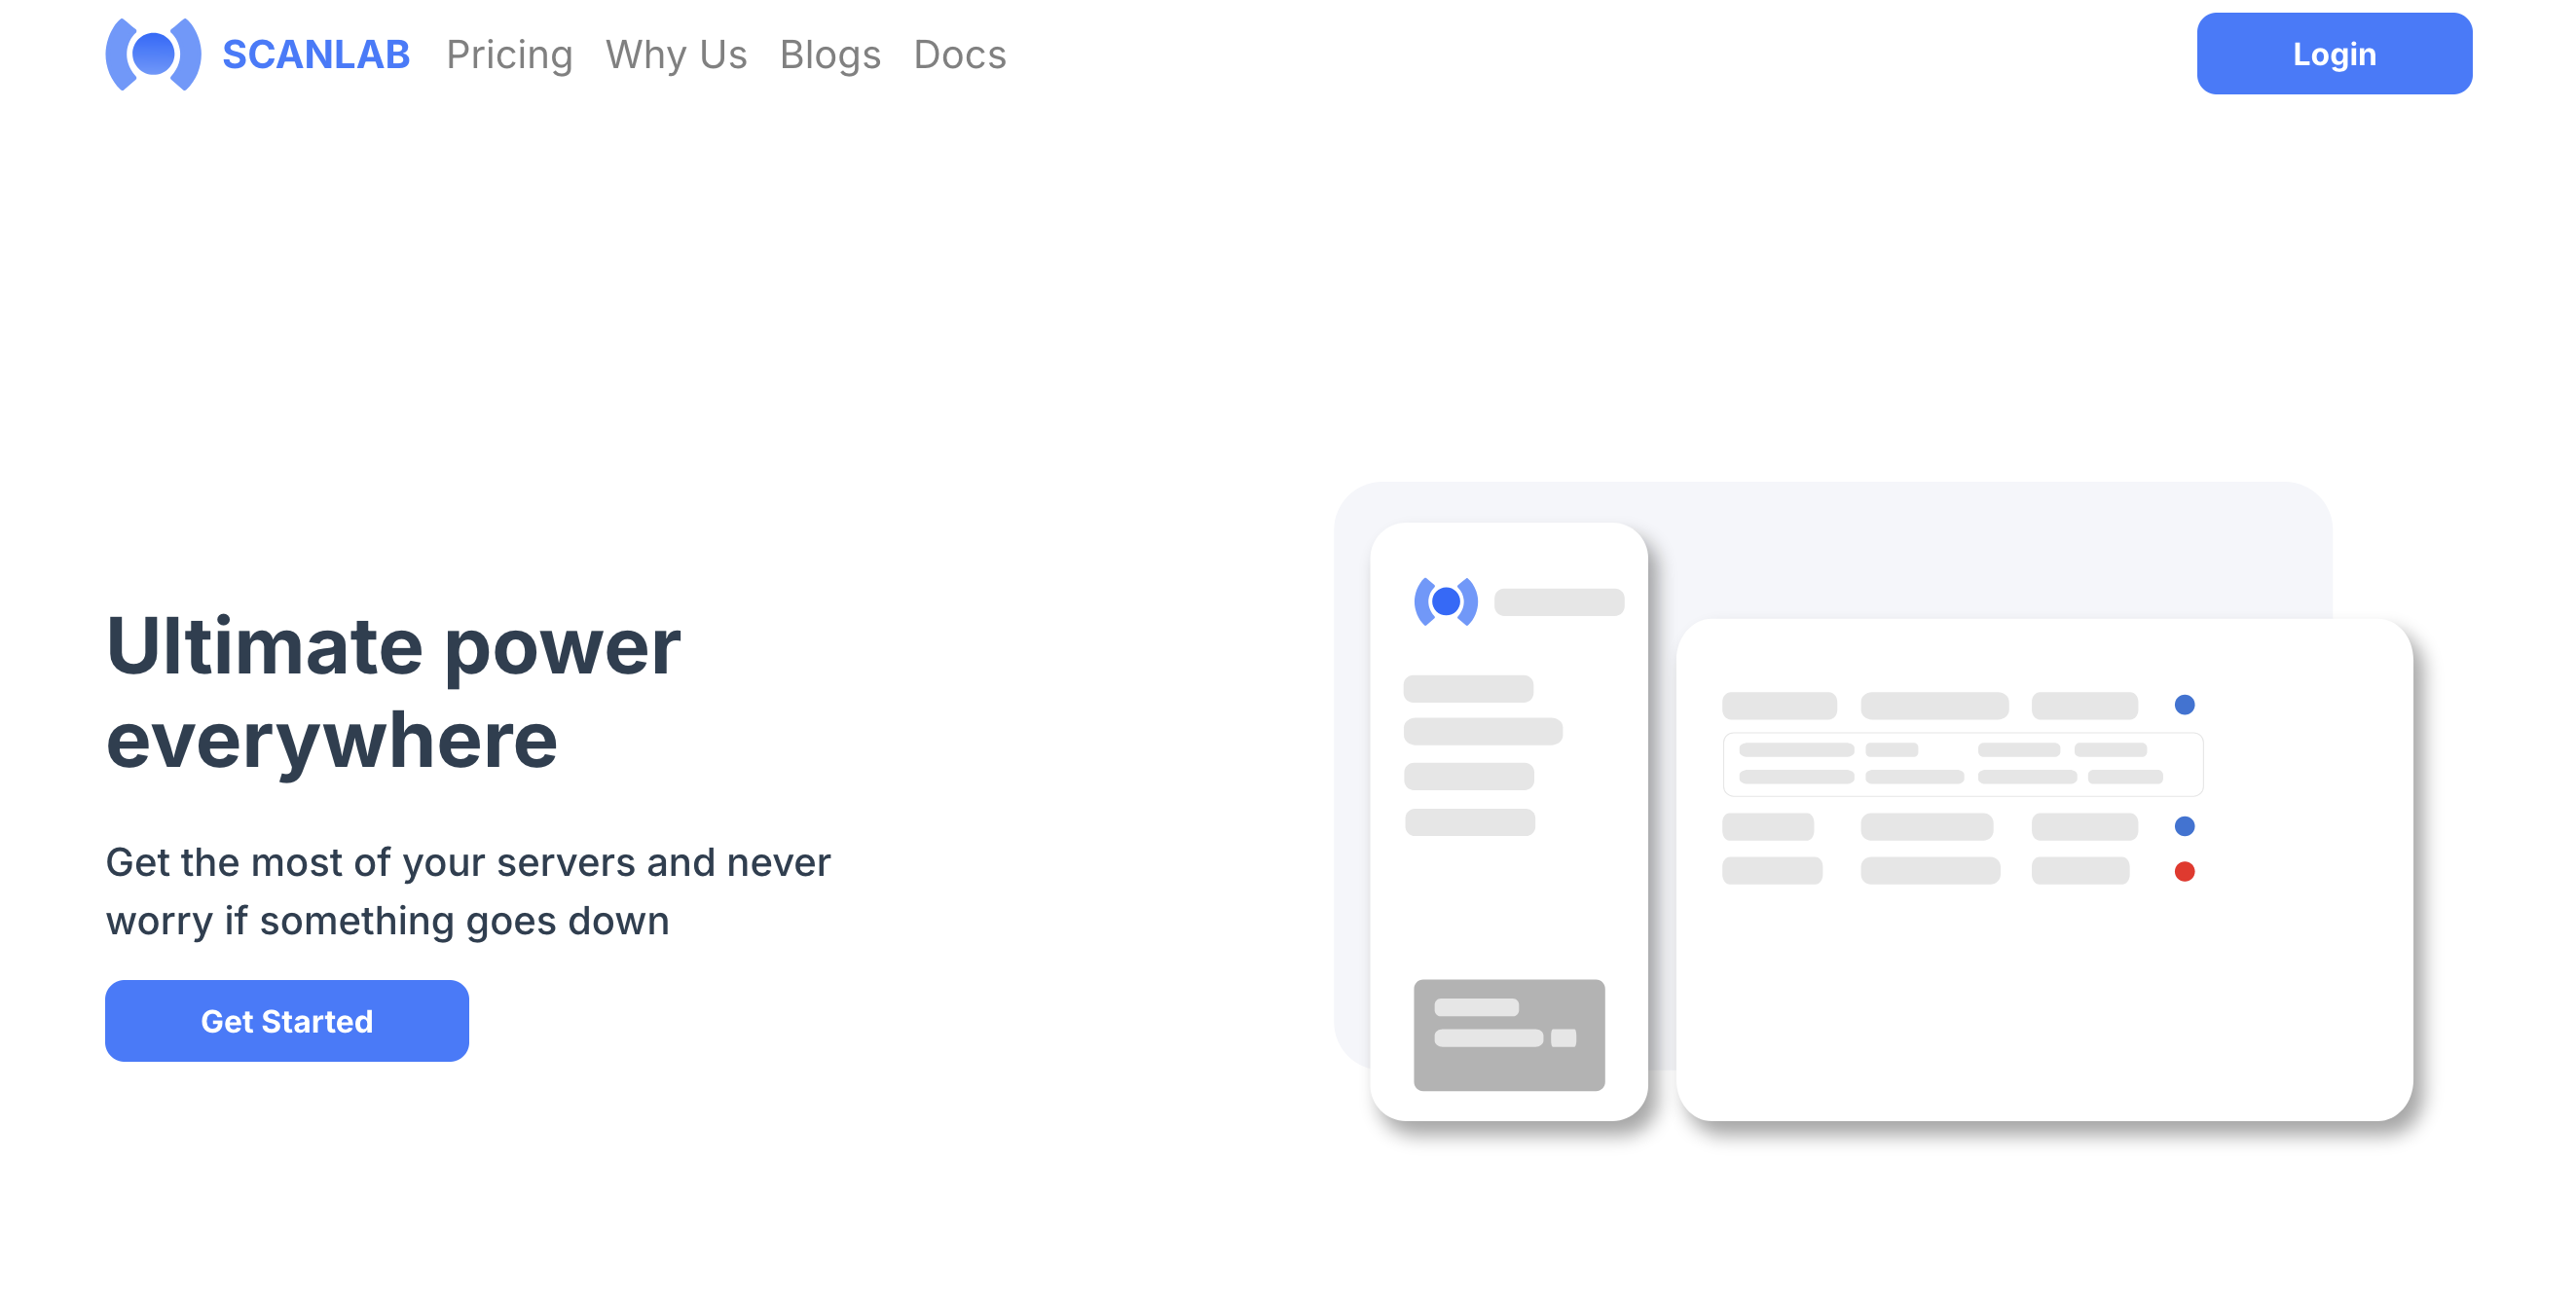 SCANLAB Pricing Why Us Blogs Docs Login
Ultimate power
everywhere
Get the most of your servers and never
worry if something goes down
Get Started